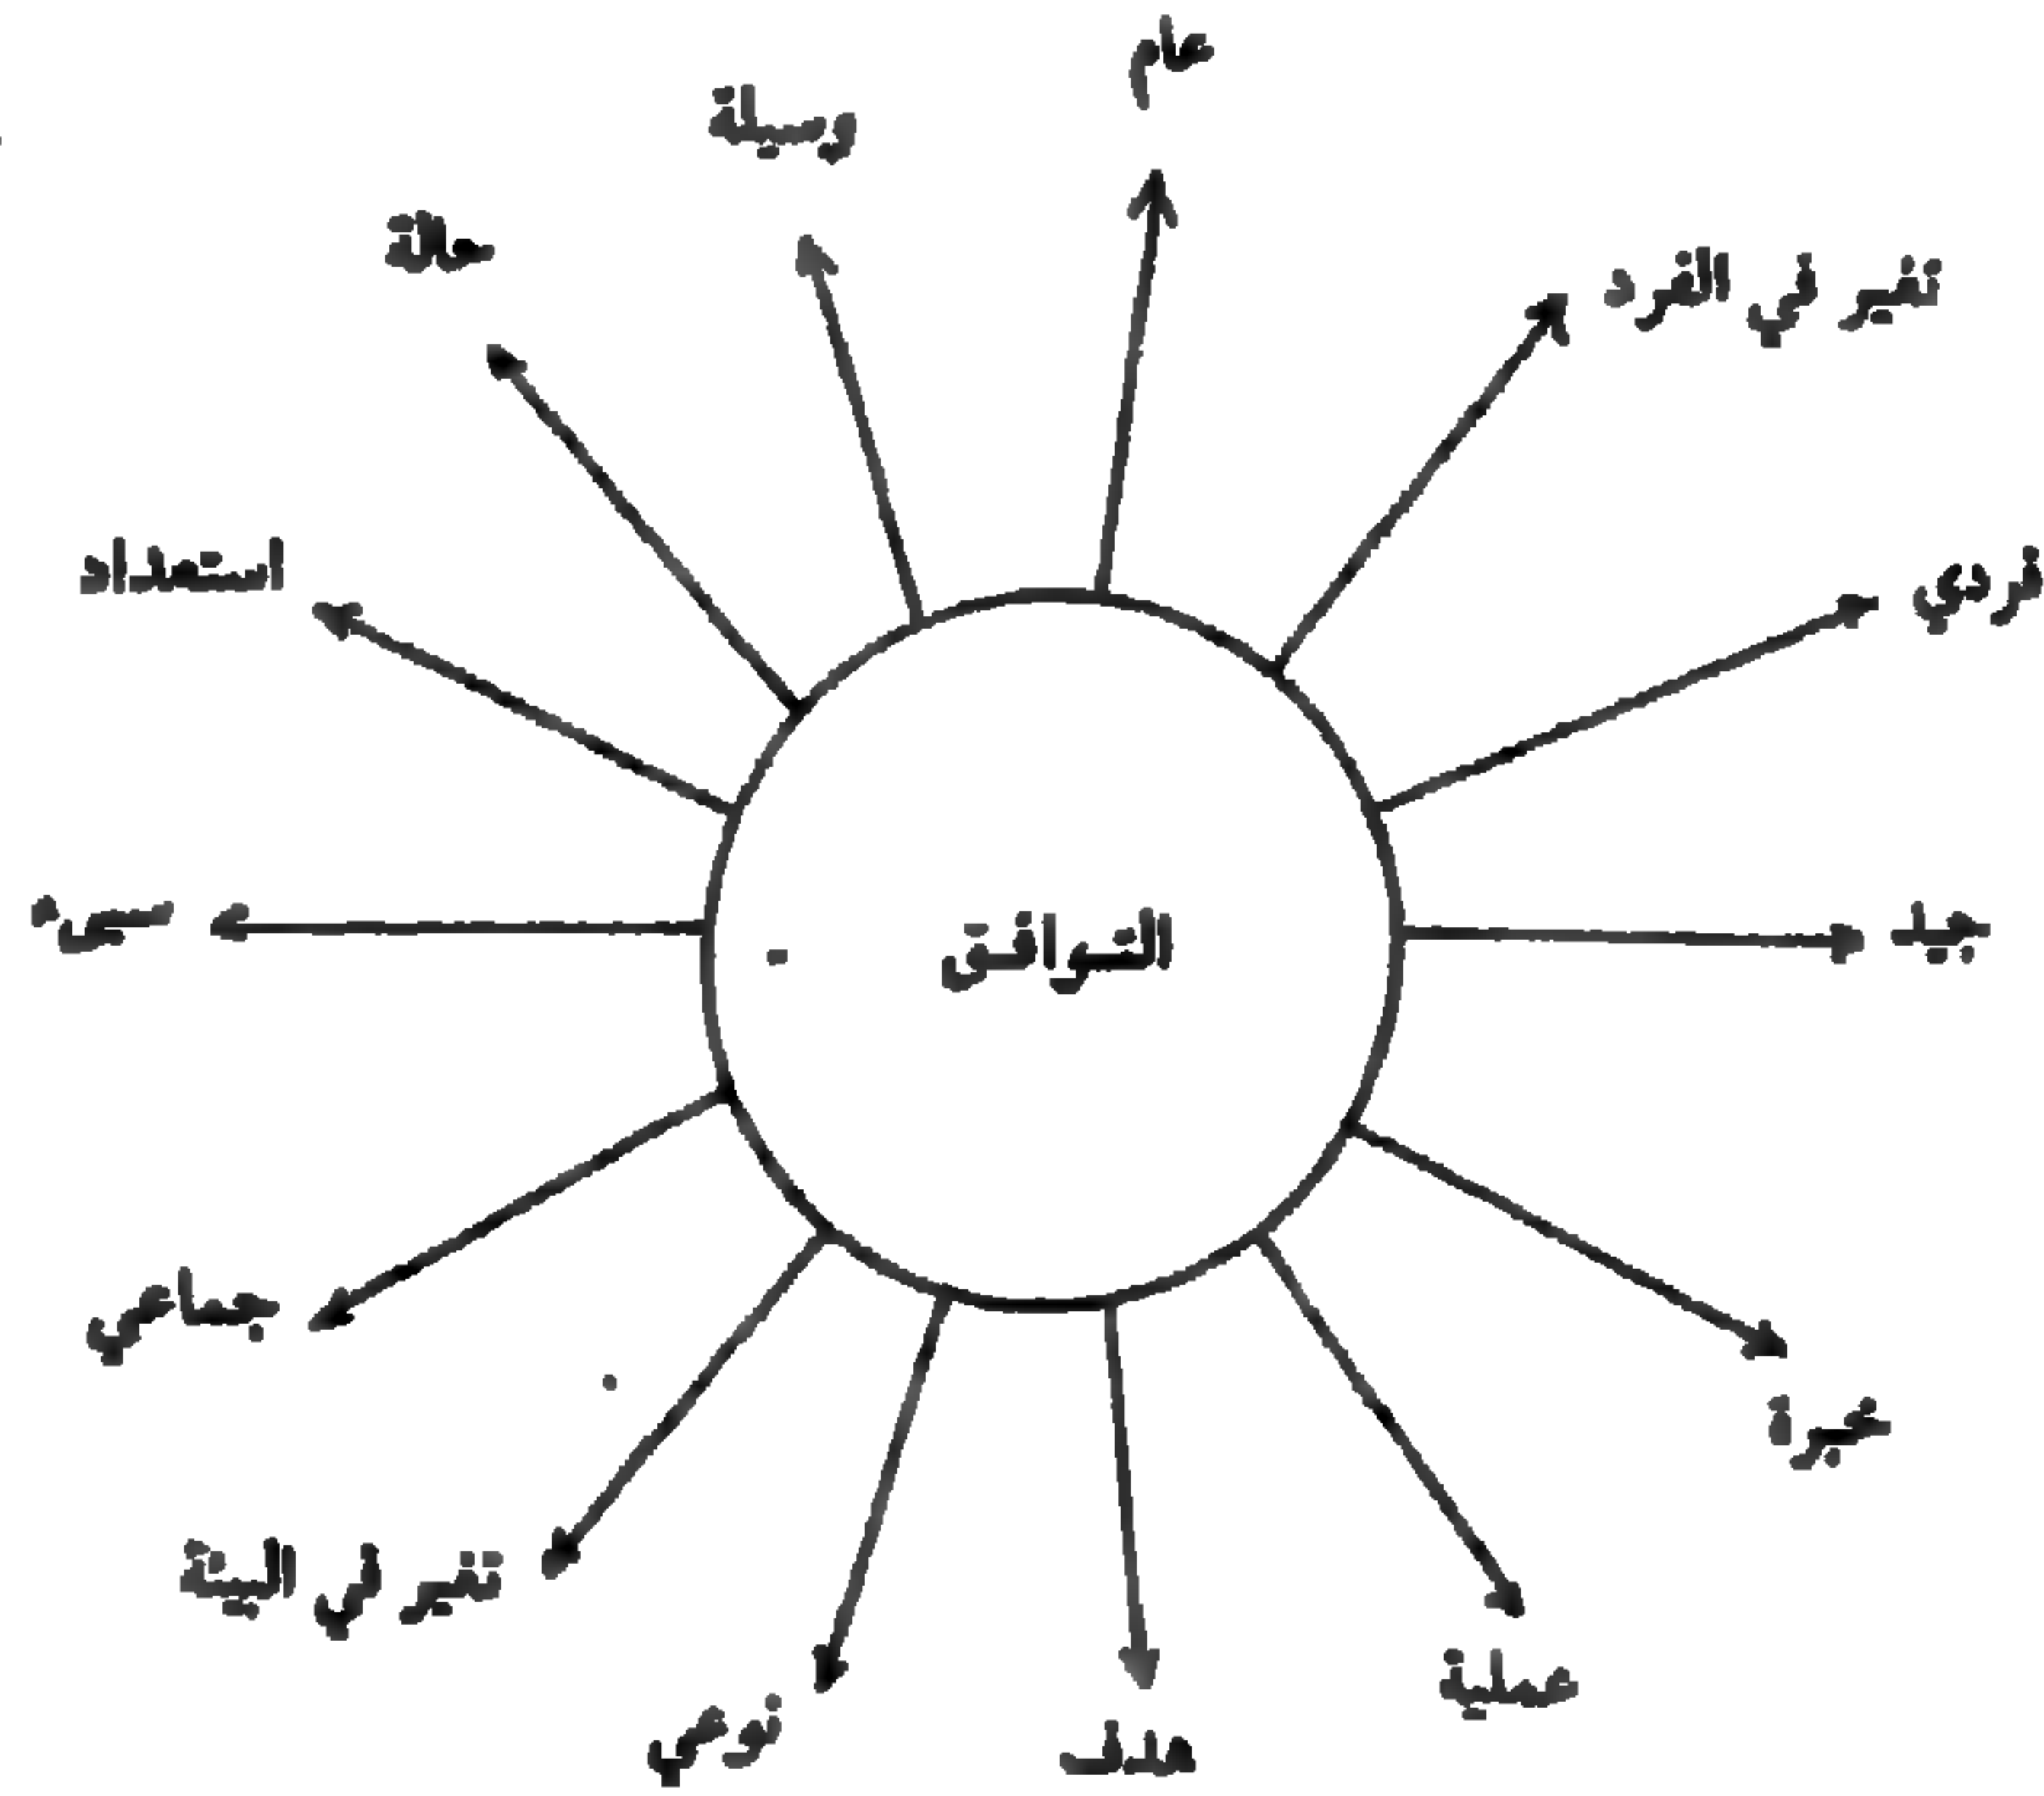 عام
وسيلة
حالة
تغير في الفرد
استعداد
فردي
سيء
التوافق
جيد
جماعي
خبرة
تغير في البيئة
عملية
نوعي
هدف